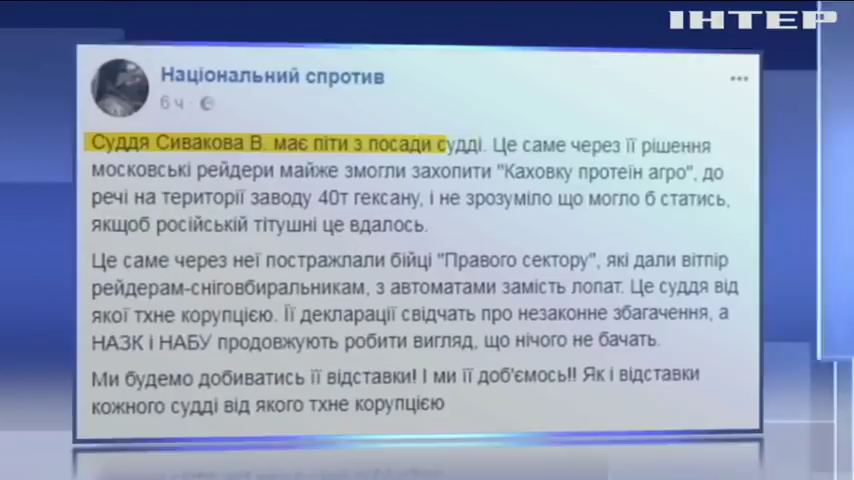 ІНТЕР
Національний спротив
6 ч ·
Суддя Сивакова В. має піти з посади судді. Це саме через її рішення
московські рейдери майже змогли захопити "Каховку протеїн агро", до
речі на території заводу 40т гексану, і не зрозуміло що могло б статись,
якщоб російській тітушні це вдалось.
Це саме через неї постражлали бійці "Правого сектору", які дали вітпір
рейдерам-сніговбиральникам, з автоматами замість лопат. Це суддя від
якої тхне корупцією. Її декларації свідчать про незаконне збагачення, а
НАЗК і НАБУ продовжують робити вигляд, що нічого не бачать.
Ми будемо добиватись її відставки! І ми її доб'ємось!! Як і відставки
кожного судді від якого тхне корупцією